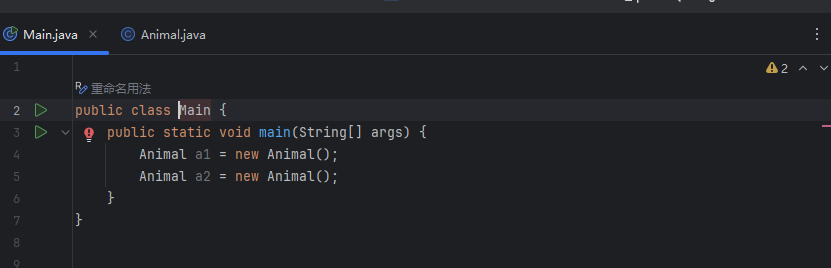 Main.java
Animal.java
2
1
重命名用法
2 public class Main {
3 public static void main(String[] args) {
4 Animal a1 = new Animal();
5 Animal a2 = new Animal();
6 }
7 }
8
9